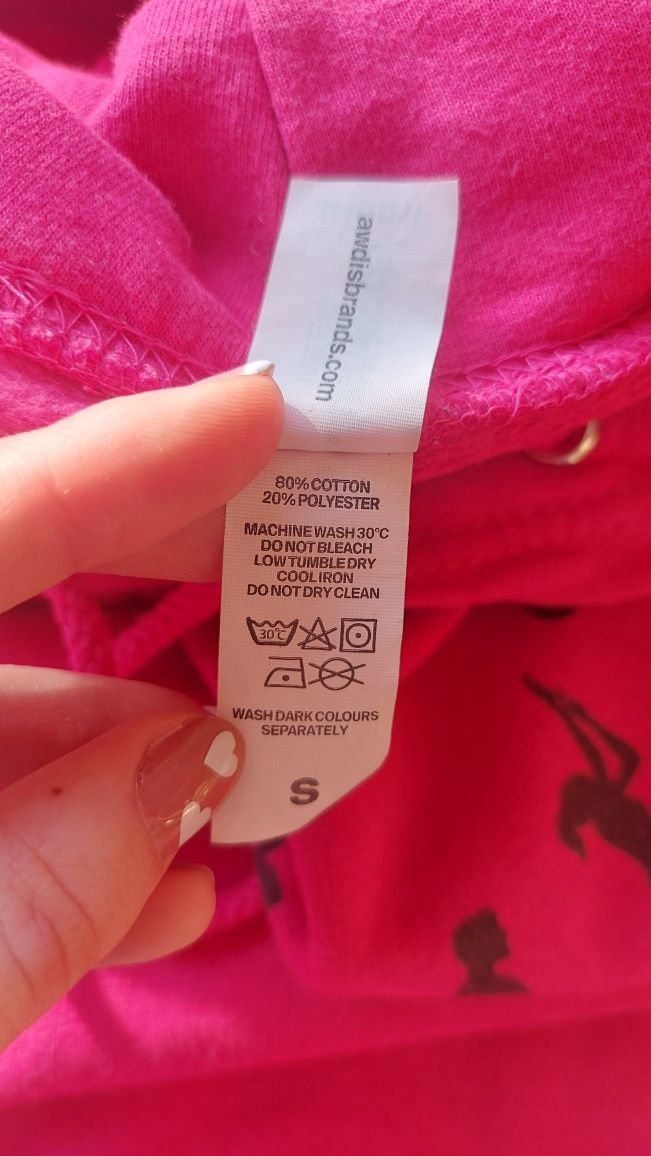 awdisbrands.com
80% COTTON
20% POLYESTER
MACHINE WASH 30°C
DO NOT BLEACH
LOW TUMBLE DRY
COOL IRON
DO NOT DRY CLEAN
30°C
WASH DARK COLOURS
SEPARATELY
S